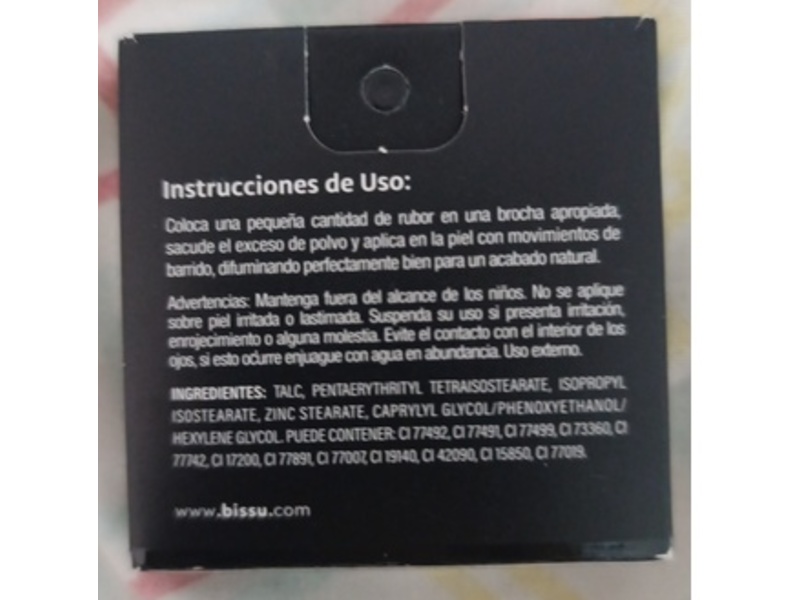 Instrucciones de Uso:
Coloca una pequeña cantidad de rubor en una brocha apropiada,
sacude el exceso de polvo y aplica en la piel con movimientos de
barrido, difuminando perfectamente bien para un acabado natural.
Advertencias: Mantenga fuera del alcance de los niños. No se aplique
sobre piel irritada o lastimada. Suspenda su uso si presenta irritación,
enrojecimiento o alguna molestia. Evite el contacto con el interior de los
ojos, si esto ocurre enjuague con agua en abundancia. Uso externo.
INGREDIENTES: TALC, PENTAERYTHRITYL TETRAISOSTEARATE, ISOPROPYL
ISOSTEARATE, ZINC STEARATE, CAPRYLYL GLYCOL/PHENOXYETHANOL/
HEXYLENE GLYCOL. PUEDE CONTENER: CI 77492, CI 77491, CI 77499, CI 73360, CI
77742, CI 17200, CI 77891, CI 77007, CI 19140, CI 42090, CI 15850, CI 77019.
www.bissu.com